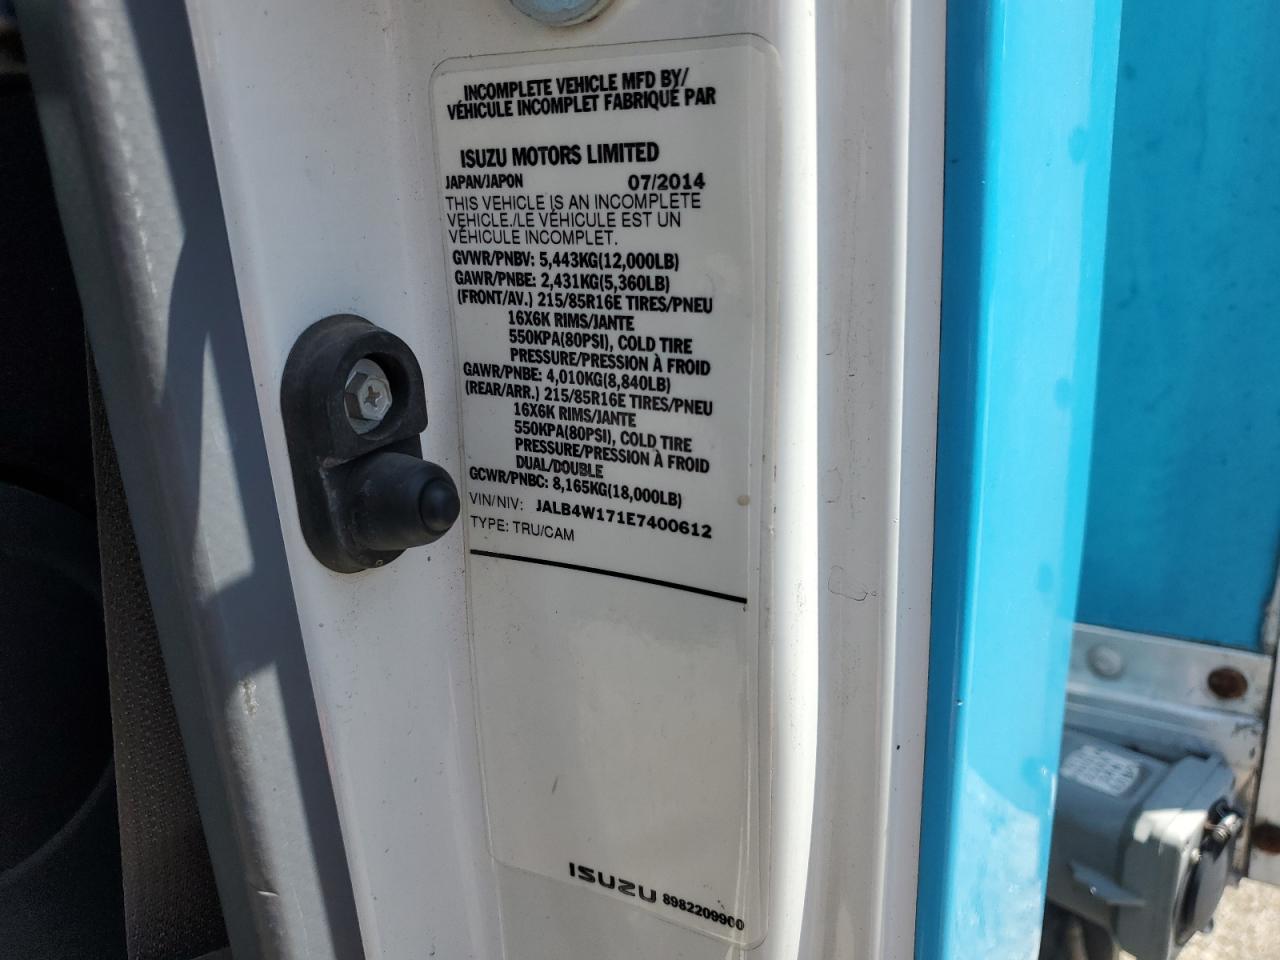 INCOMPLETE VEHICLE MFD BY/
VÉHICULE INCOMPLET FABRIQUÉ PAR
ISUZU MOTORS LIMITED
JAPAN/JAPON 07/2014
THIS VEHICLE IS AN INCOMPLETE
VEHICLE./LE VÉHICULE EST UN
VÉHICULE INCOMPLET.
GVWR/PNBV: 5,443KG(12,000LB)
GAWR/PNBE: 2,431KG(5,360LB)
(FRONT/AV.) 215/85R16E TIRES/PNEU
16X6K RIMS/JANTE
550KPA(80PSI), COLD TIRE
PRESSURE/PRESSION À FROID
GAWR/PNBE: 4,010KG(8,840LB)
(REAR/ARR.) 215/85R16E TIRES/PNEU
16X6K RIMS/JANTE
550KPA(80PSI), COLD TIRE
PRESSURE/PRESSION À FROID
DUAL/DOUBLE
GCWR/PNBC: 8,165KG(18,000LB)
VIN/NIV: JALB4W171E7400612
TYPE: TRU/CAM
ISUZU 8982209900